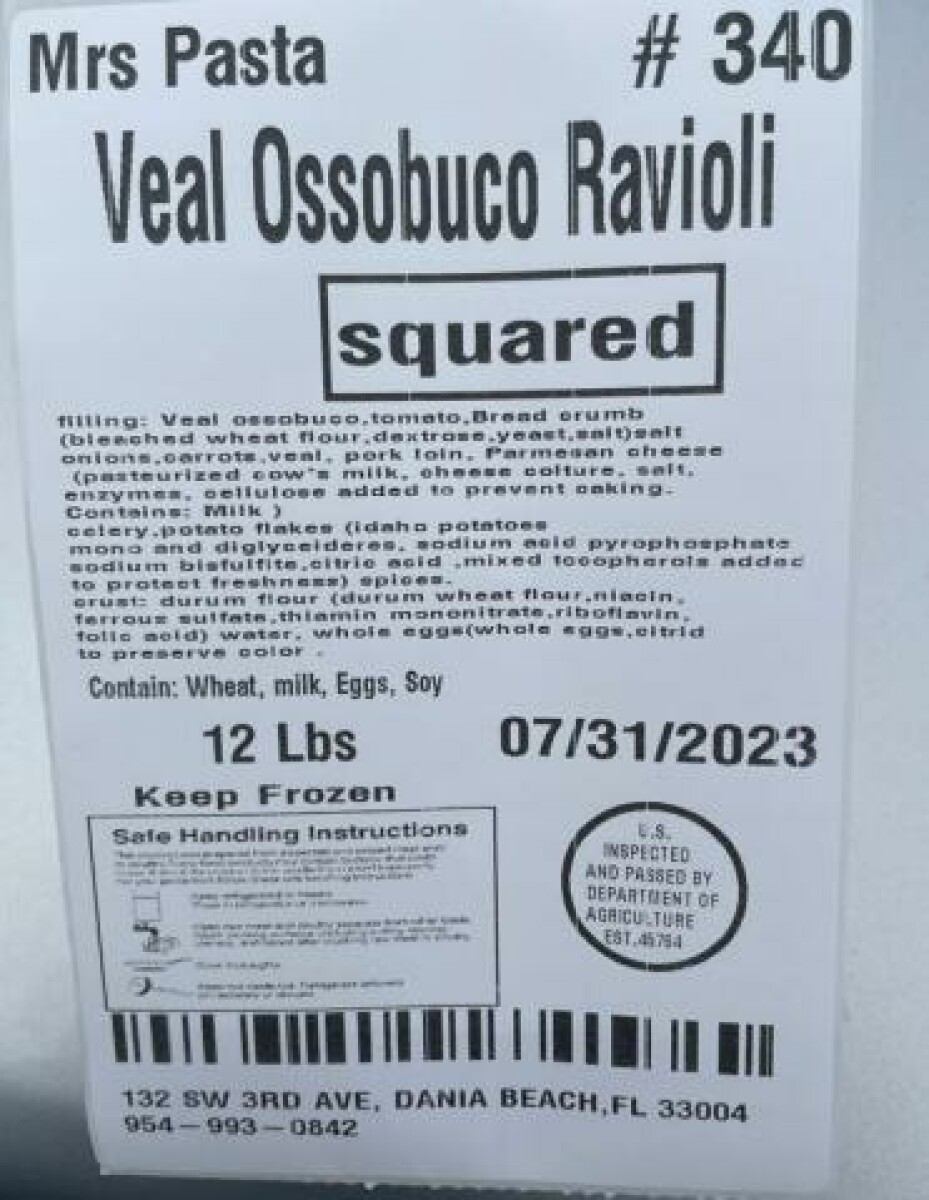 Mrs Pasta # 340
Veal Ossobuco Ravioli
squared
filling: Veal ossobuco,tomato,Bread crumb
(bleached wheat flour,dextrose,yeast,salt)salt
onions,carrots,veal, pork loin, Parmesan cheese
(pasteurized cow's milk, cheese colture, salt,
enzymes, cellulose added to prevent caking.
Contains: Milk )
celery,potato flakes (idaho potatoes
mono and diglyceideres, sodium acid pyrophosphate
sodium bisfulfite,citric acid ,mixed tocopherols added
to protect freshness) spices.
crust: durum flour (durum wheat flour,niacin,
ferrous sulfate,thiamin mononitrate,riboflavin,
folic acid) water, whole eggs(whole eggs,citrid
to preserve color .
Contain: Wheat, milk, Eggs, Soy
12 Lbs 07/31/2023
Keep Frozen
Safe Handling Instructions
U.S.
INSPECTED
AND PASSED BY
DEPARTMENT OF
AGRICULTURE
EST.45764
132 SW 3RD AVE, DANIA BEACH,FL 33004
954-993-0842